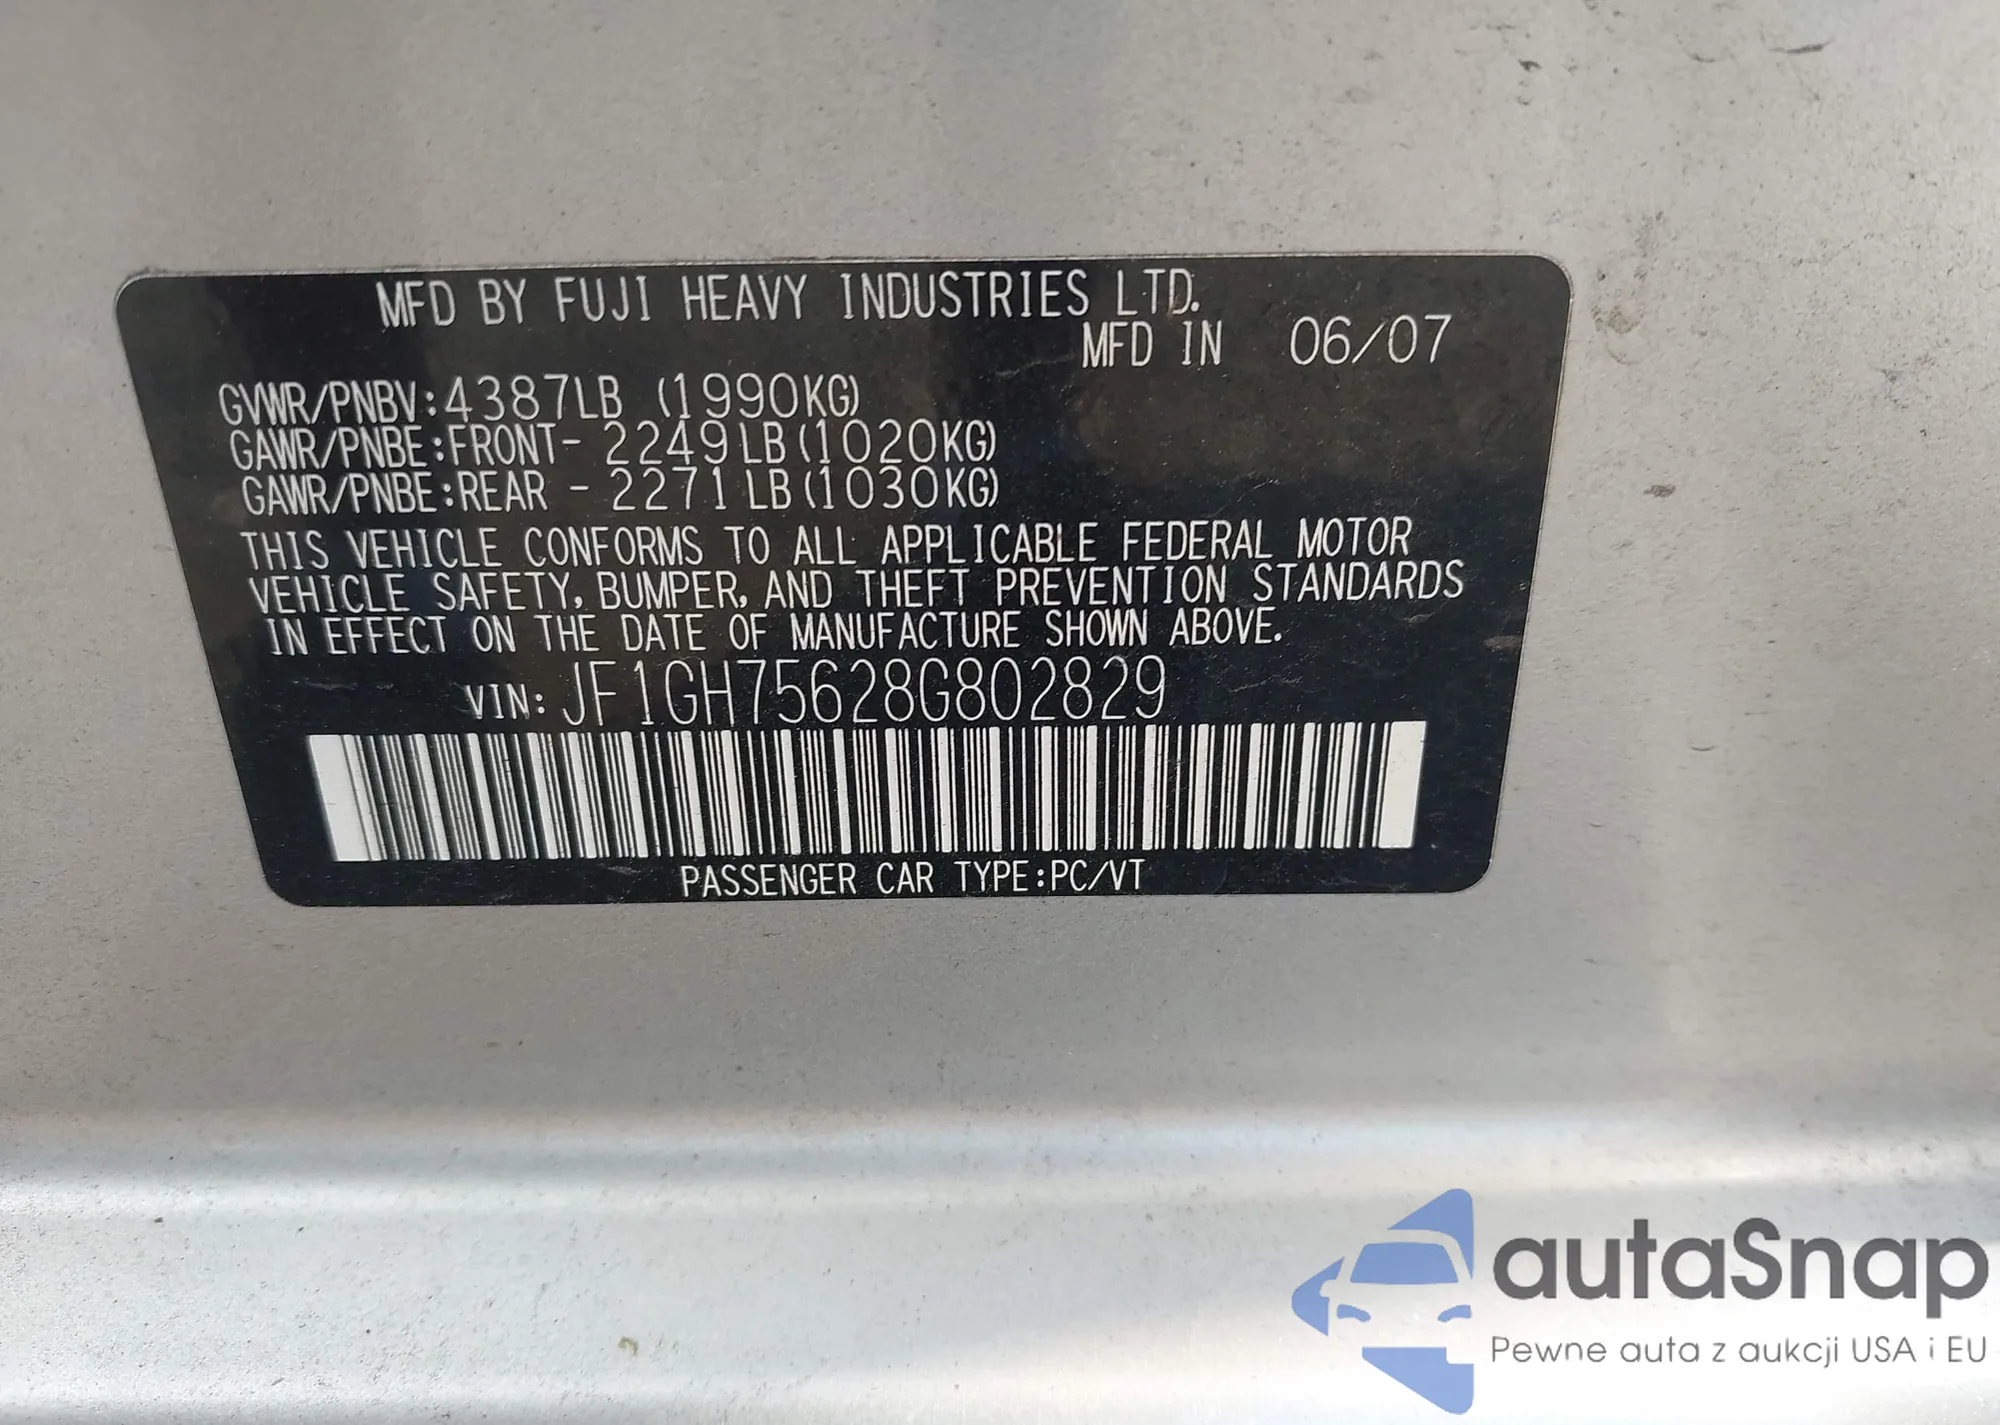 MFD BY FUJI HEAVY INDUSTRIES LTD.
MFD IN 06/07
GVWR/PNBV:4387LB (1990KG)
GAWR/PNBE:FRONT- 2249LB(1020KG)
GAWR/PNBE:REAR - 2271LB(1030KG)
THIS VEHICLE CONFORMS TO ALL APPLICABLE FEDERAL MOTOR
VEHICLE SAFETY, BUMPER, AND THEFT PREVENTION STANDARDS
IN EFFECT ON THE DATE OF MANUFACTURE SHOWN ABOVE.
VIN: JF1GH75628G802829
PASSENGER CAR TYPE:PC/VT
autaSnap
Pewne auta z aukcji USA i EU